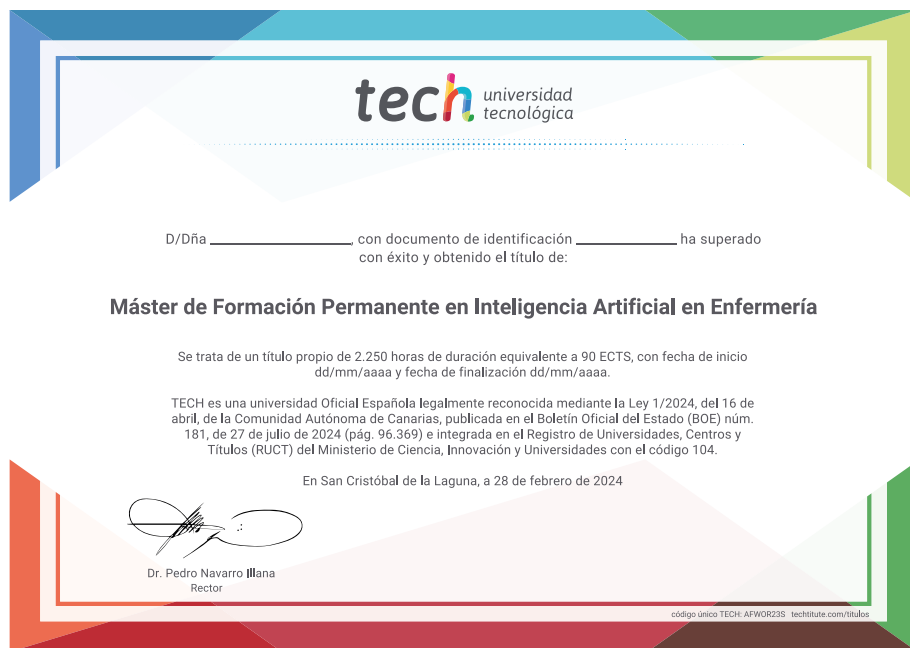 tech universidad
tecnológica
D/Dña ____________________, con documento de identificación ______________ ha superado
con éxito y obtenido el título de:
Máster de Formación Permanente en Inteligencia Artificial en Enfermería
Se trata de un título propio de 2.250 horas de duración equivalente a 90 ECTS, con fecha de inicio
dd/mm/aaaa y fecha de finalización dd/mm/aaaa.
TECH es una universidad Oficial Española legalmente reconocida mediante la Ley 1/2024, del 16 de
abril, de la Comunidad Autónoma de Canarias, publicada en el Boletín Oficial del Estado (BOE) núm.
181, de 27 de julio de 2024 (pág. 96.369) e integrada en el Registro de Universidades, Centros y
Títulos (RUCT) del Ministerio de Ciencia, Innovación y Universidades con el código 104.
En San Cristóbal de la Laguna, a 28 de febrero de 2024
Dr. Pedro Navarro Illana
Rector
código único TECH: AFWOR23S techtitute.com/titulos